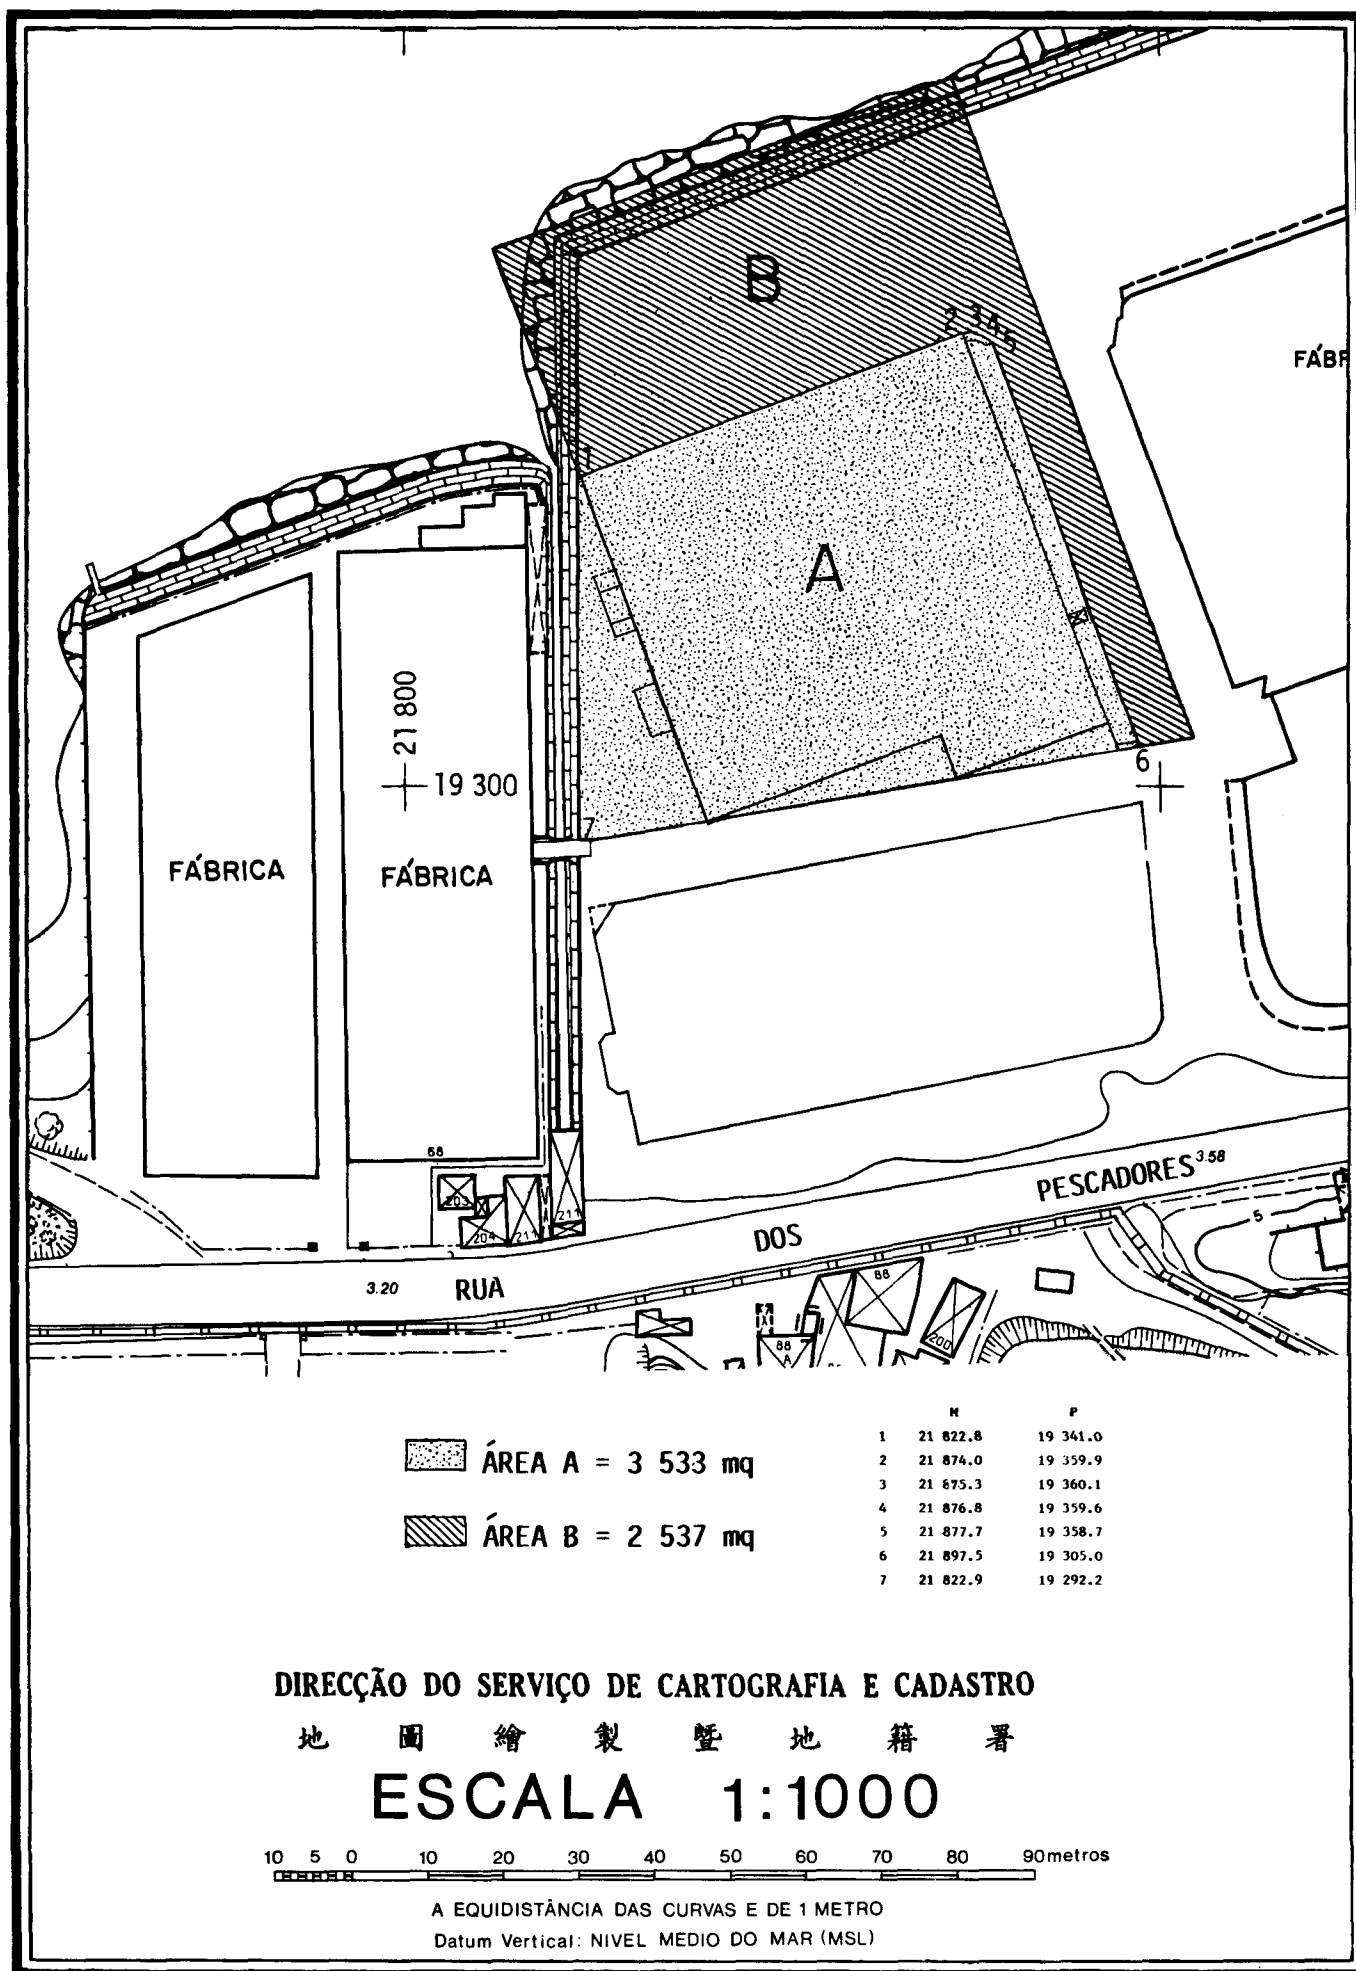 B
2 3 4 5
FÁBR
1
A
21 800
19 300
6
7
FÁBRICA
FÁBRICA
68
203
204
211
211
PESCADORES 3.58
DOS
5
3.20
RUA
88
200
88
A
M P
1 21 822.8 19 341.0
2 21 874.0 19 359.9
3 21 875.3 19 360.1
4 21 876.8 19 359.6
5 21 877.7 19 358.7
6 21 897.5 19 305.0
7 21 822.9 19 292.2
ÁREA A = 3 533 mq
ÁREA B = 2 537 mq
DIRECÇÃO DO SERVIÇO DE CARTOGRAFIA E CADASTRO
地圖繪製暨地籍署
ESCALA 1:1000
10 5 0 10 20 30 40 50 60 70 80 90 metros
A EQUIDISTÂNCIA DAS CURVAS E DE 1 METRO
Datum Vertical: NIVEL MEDIO DO MAR (MSL)